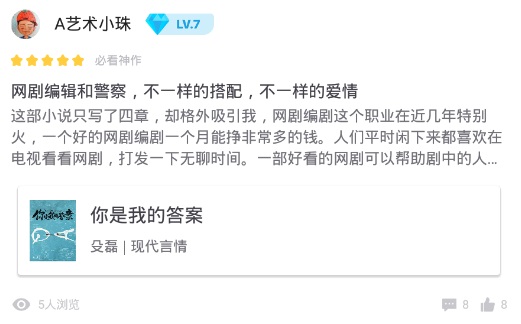 A艺术小珠 LV.7
必看神作
网剧编辑和警察，不一样的搭配，不一样的爱情
这部小说只写了四章，却格外吸引我，网剧编剧这个职业在近几年特别
火，一个好的网剧编剧一个月能挣非常多的钱。人们平时闲下来都喜欢在
电视看看网剧，打发一下无聊时间。一部好看的网剧可以帮助剧中的人...
你是我的答案
你是我的答案
殳磊 | 现代言情
5人浏览 8 8